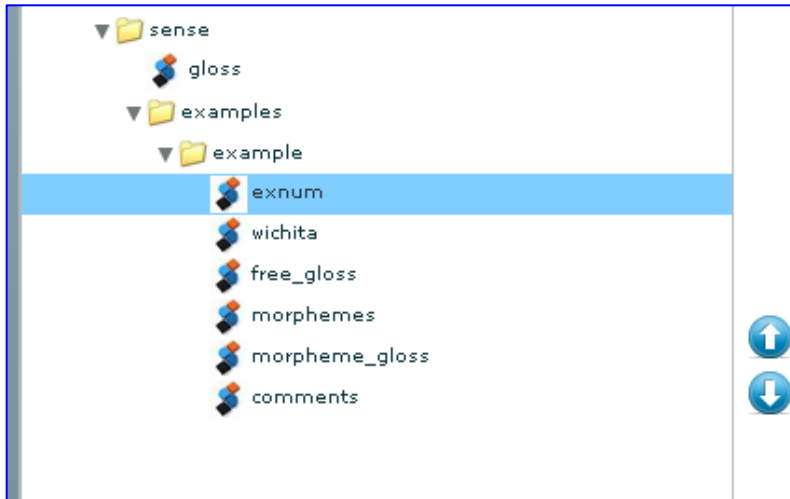 sense
gloss
examples
example
exnum
wichita
free_gloss
morphemes
morpheme_gloss
comments